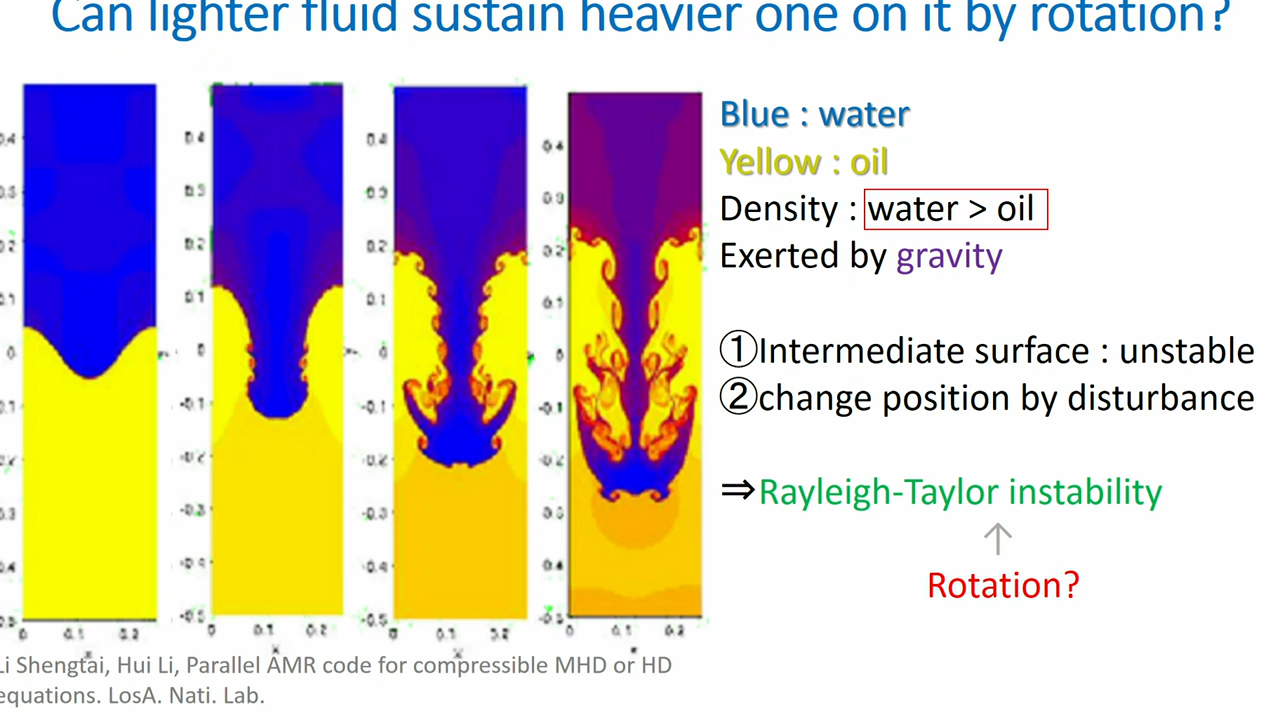 Can lighter fluid sustain heavier one on it by rotation?
Blue : water
Yellow : oil
Density : water > oil
Exerted by gravity
①Intermediate surface : unstable
②change position by disturbance
⇒Rayleigh-Taylor instability
↑
Rotation?
Li Shengtai, Hui Li, Parallel AMR code for compressible MHD or HD
equations. LosA. Nati. Lab.